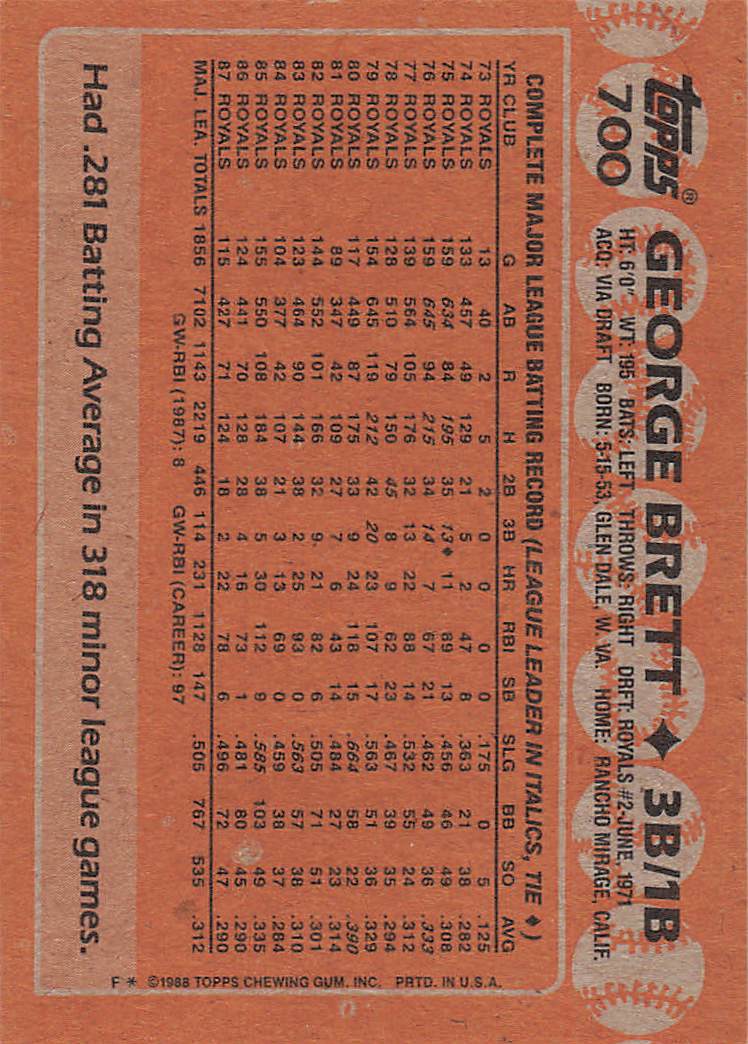 topps®
700
GEORGE BRETT ♦ 3B/1B
HT: 6'0" WT: 195 BATS: LEFT THROWS: RIGHT DRFT: ROYALS #2-JUNE, 1971
ACQ: VIA DRAFT BORN: 5-15-53, GLEN DALE, W. VA. HOME: RANCHO MIRAGE, CALIF.
COMPLETE MAJOR LEAGUE BATTING RECORD (LEAGUE LEADER IN ITALICS, TIE ♦)
YR CLUB G AB R H 2B 3B HR RBI SB SLG BB SO AVG
73 ROYALS 13 40 2 5 2 0 0 0 0 .175 0 5 .125
74 ROYALS 133 457 49 129 21 5 2 47 8 .363 21 38 .282
75 ROYALS 159 634 84 195 35 13♦ 11 89 13 .456 46 49 .308
76 ROYALS 159 645 94 215 34 14 7 67 21 .462 49 36 .333
77 ROYALS 139 564 105 176 32 13 22 88 14 .532 55 24 .312
78 ROYALS 128 510 79 150 45 8 9 62 23 .467 39 35 .294
79 ROYALS 154 645 119 212 42 20 23 107 17 .563 51 36 .329
80 ROYALS 117 449 87 175 33 9 24 118 15 .664 58 22 .390
81 ROYALS 89 347 42 109 27 7 6 43 14 .484 27 23 .314
82 ROYALS 144 552 101 166 32 9 21 82 6 .505 71 51 .301
83 ROYALS 123 464 90 144 38 2 25 93 0 .563 57 38 .310
84 ROYALS 104 377 42 107 21 3 13 69 0 .459 38 37 .284
85 ROYALS 155 550 108 184 38 5 30 112 9 .585 103 49 .335
86 ROYALS 124 441 70 128 28 4 16 73 1 .481 80 45 .290
87 ROYALS 115 427 71 124 18 2 22 78 6 .496 72 47 .290
MAJ. LEA. TOTALS 1856 7102 1143 2219 446 114 231 1128 147 .505 767 535 .312
GW-RBI (1987): 8 GW-RBI (CAREER): 97
F * ©1988 TOPPS CHEWING GUM, INC. PRTD. IN U.S.A.
Had .281 Batting Average in 318 minor league games.